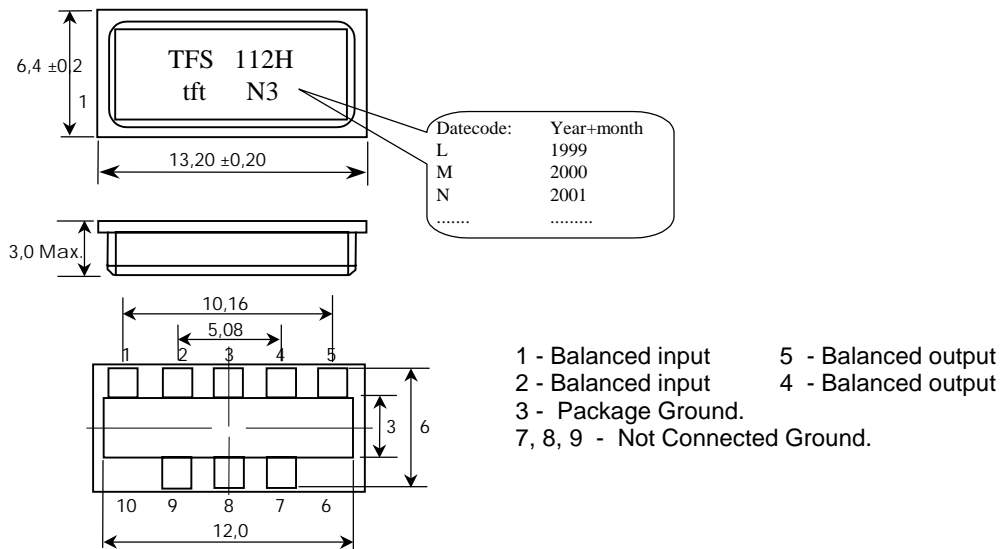 TFS 112H
tft N3
6,4 ±0,2
1
13,20 ±0,20
Datecode: Year+month
L 1999
M 2000
N 2001
....... .........
3,0 Max.
10,16
5,08
1 2 3 4 5
3 6
10 9 8 7 6
12,0
1 - Balanced input 5 - Balanced output
2 - Balanced input 4 - Balanced output
3 - Package Ground.
7, 8, 9 - Not Connected Ground.